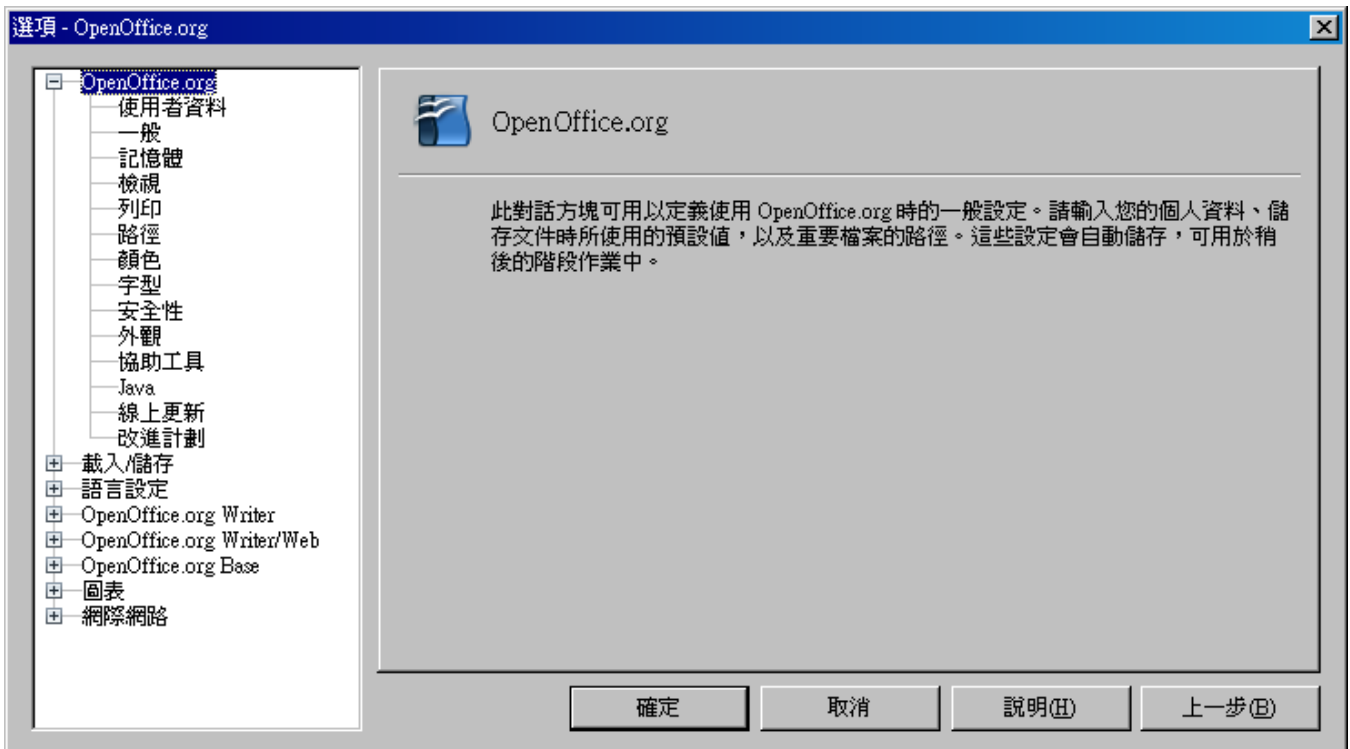 選項 - OpenOffice.org
OpenOffice.org
使用者資料
一般
記憶體
檢視
列印
路徑
顏色
字型
安全性
外觀
協助工具
Java
線上更新
改進計劃
載入/儲存
語言設定
OpenOffice.org Writer
OpenOffice.org Writer/Web
OpenOffice.org Base
圖表
網際網路
OpenOffice.org
此對話方塊可用以定義使用 OpenOffice.org 時的一般設定。請輸入您的個人資料、儲
存文件時所使用的預設值，以及重要檔案的路徑。這些設定會自動儲存，可用於稍
後的階段作業中。
確定
取消
說明(H)
上一步(B)